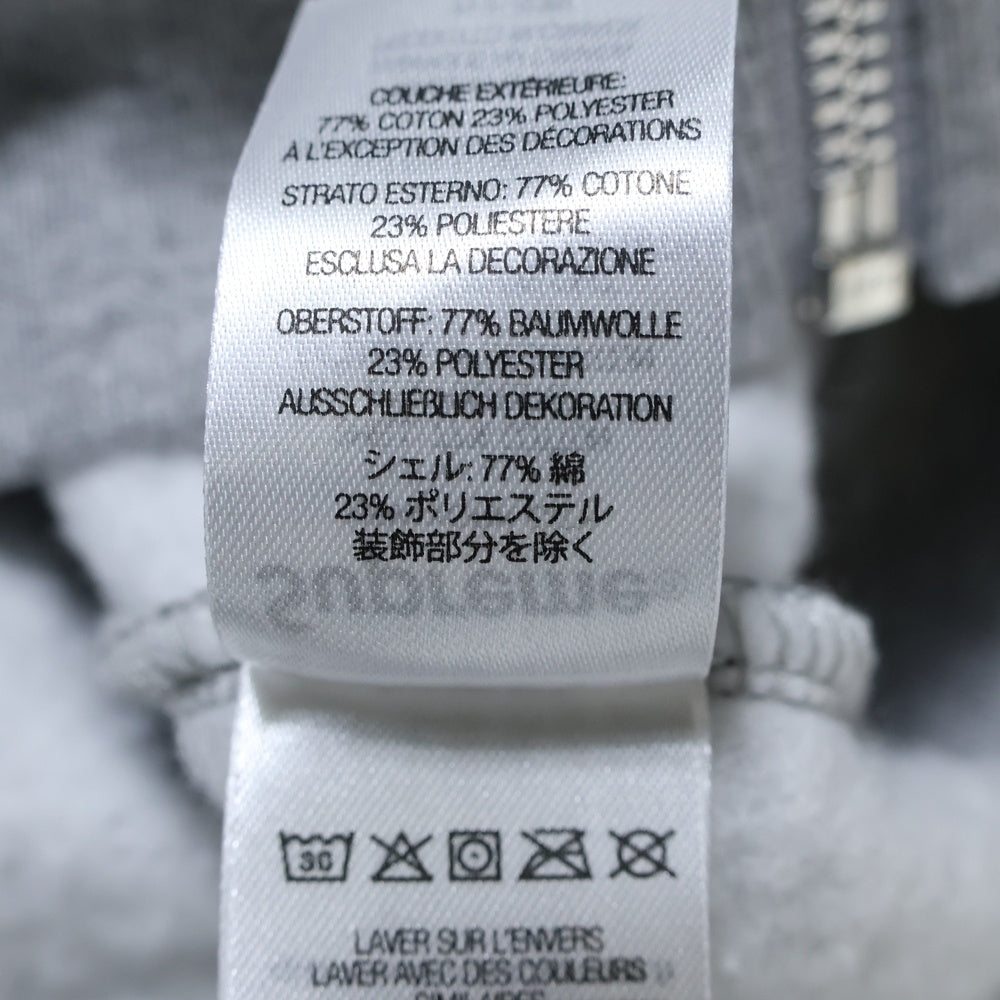 COUCHE EXTÉRIEURE:
77% COTON 23% POLYESTER
A L'EXCEPTION DES DÉCORATIONS
STRATO ESTERNO: 77% COTONE
23% POLIESTERE
ESCLUSA LA DECORAZIONE
OBERSTOFF: 77% BAUMWOLLE
23% POLYESTER
AUSSCHLIEßLICH DEKORATION
シェル: 77% 綿
23% ポリエステル
装飾部分を除く
Supreme®
30
LAVER SUR L'ENVERS
LAVER AVEC DES COULEURS
SIMILAIRES